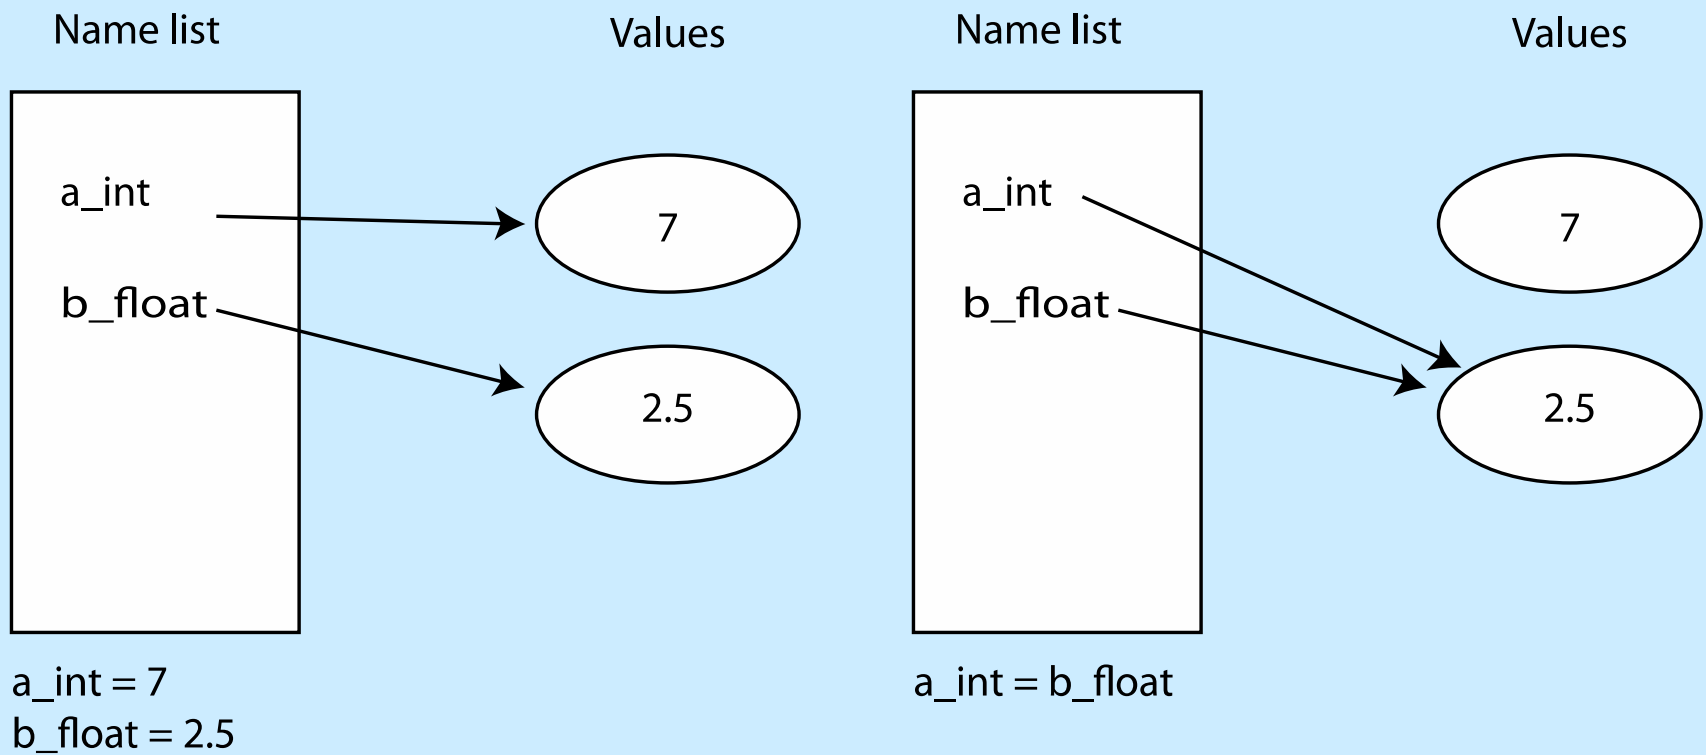 Name list
Values
a_int
7
b_float
2.5
a_int = 7
b_float = 2.5
Name list
Values
a_int
7
b_float
2.5
a_int = b_float